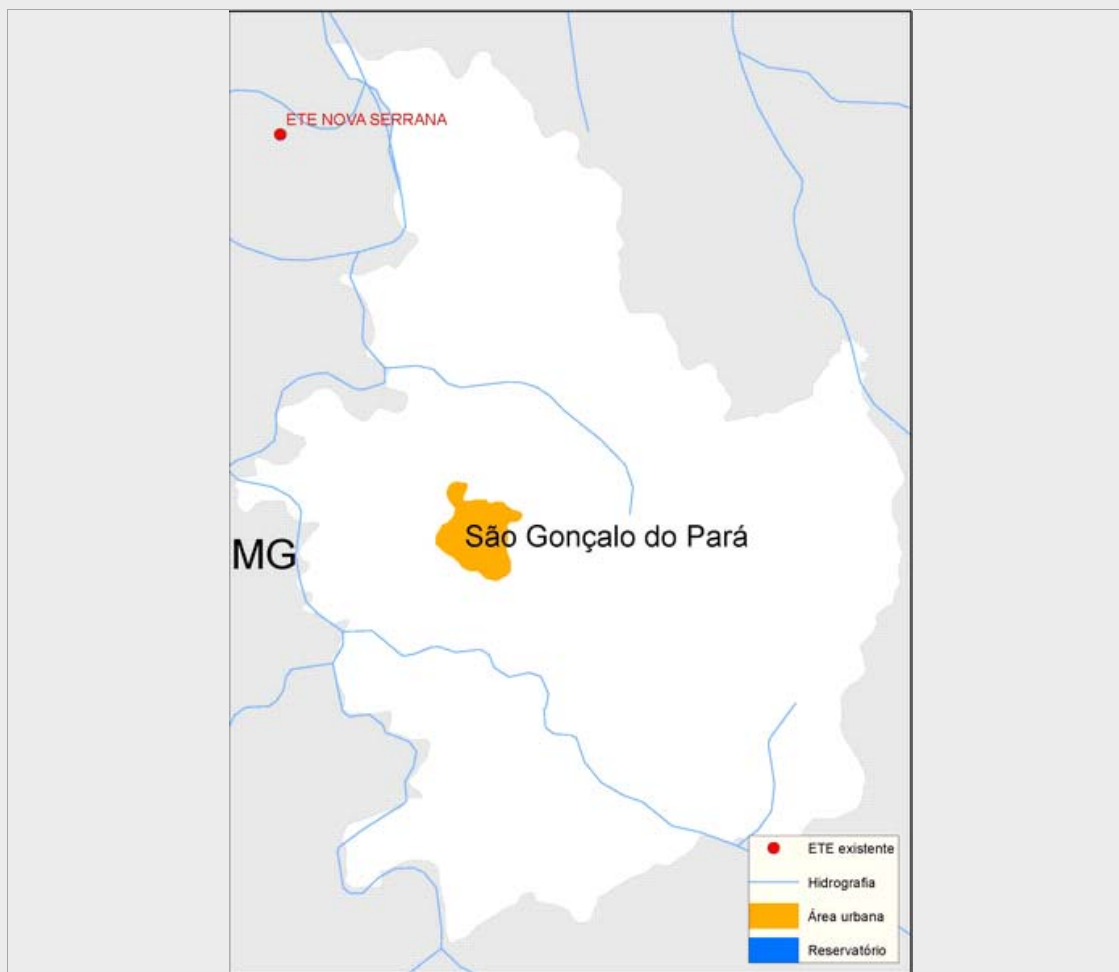 ETE NOVA SERRANA
São Gonçalo do Pará
MG
ETE existente
Hidrografia
Área urbana
Reservatório